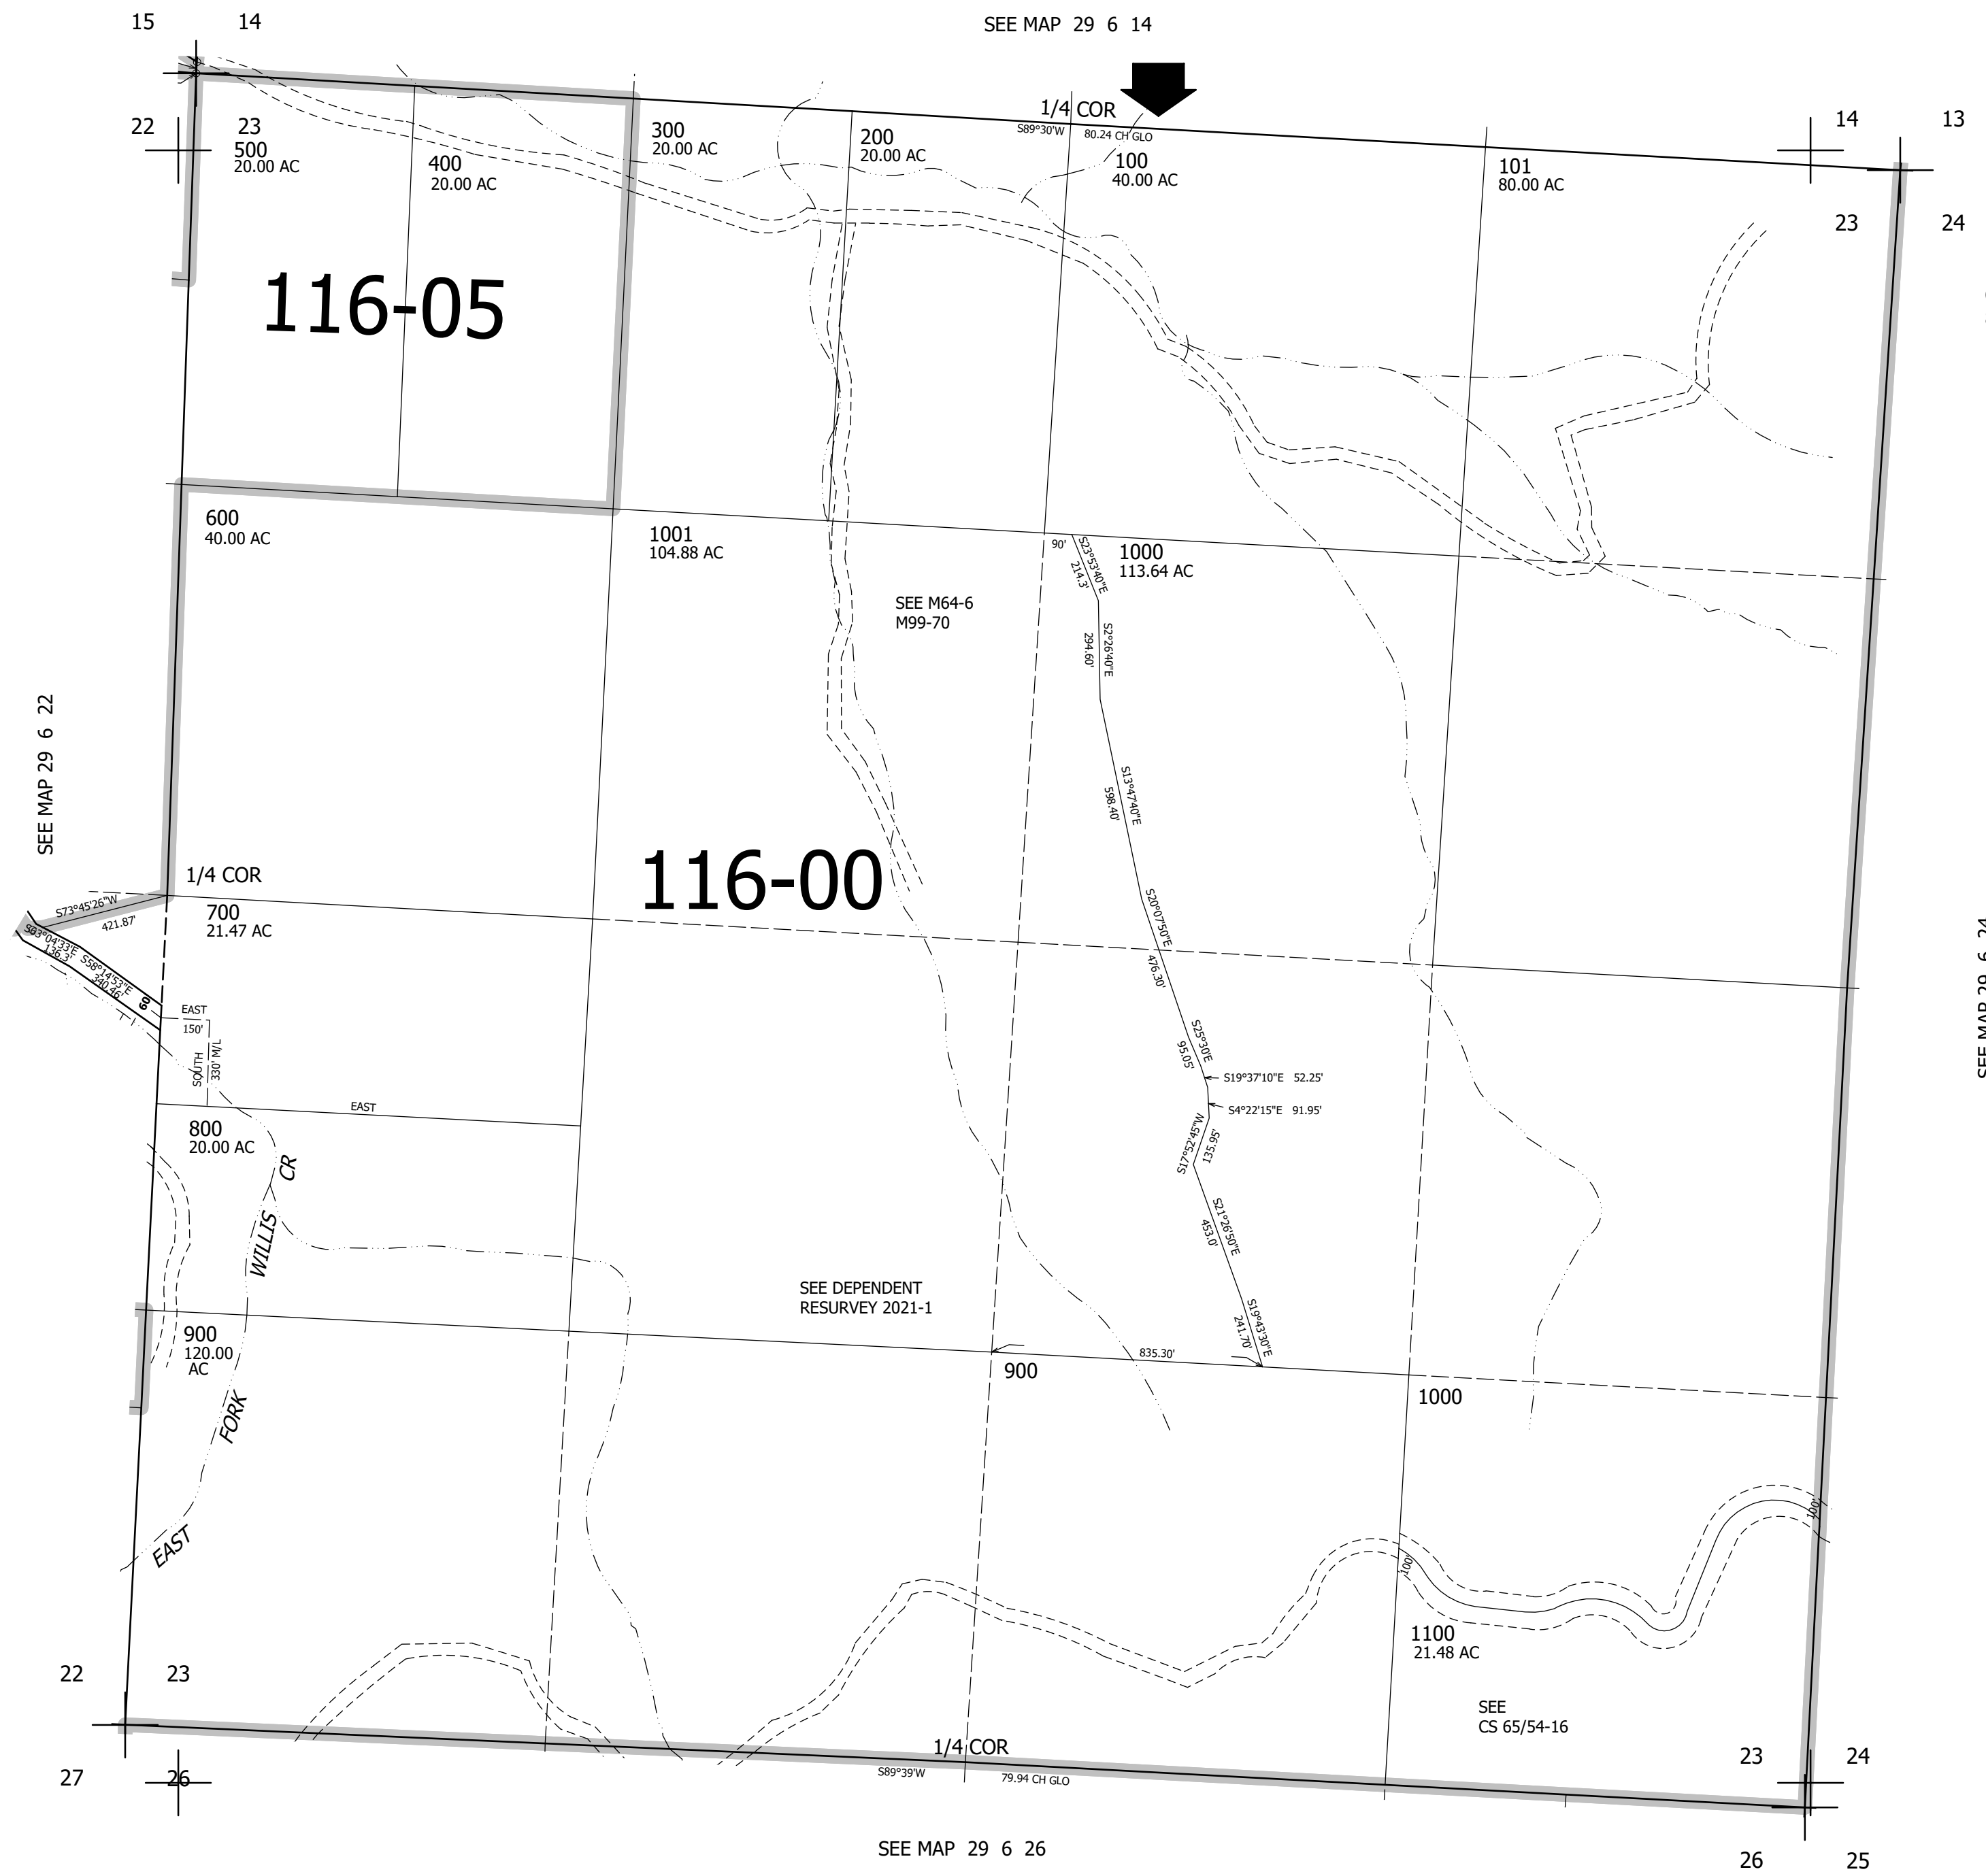 15 14
SEE MAP 29 6 14
1/4 COR
S89°30'W 80.24 CH GLO
14 13
22 23
500
20.00 AC
400
20.00 AC
300
20.00 AC
200
20.00 AC
100
40.00 AC
101
80.00 AC
23 24
116-05
600
40.00 AC
1001
104.88 AC
90'
1000
113.64 AC
S23°53'40"E
214.3'
SEE M64-6
M99-70
S2°26'40"E
294.60'
SEE MAP 29 6 22
S13°47'40"E
598.40'
116-00
1/4 COR
S73°45'26"W
421.87'
700
21.47 AC
S63°04'33"E
136.3'
S58°14'53"E
340.46'
60
EAST
150'
SOUTH
330' M/L
S20°07'50"E
476.30'
SEE MAP 29 6 24
S25°30'E
95.05'
S19°37'10"E 52.25'
S4°22'15"E 91.95'
EAST
800
20.00 AC
S17°52'45"W
135.95'
CR
WILLIS
FORK
EAST
S21°26'50"E
453.0'
SEE DEPENDENT
RESURVEY 2021-1
S19°43'30"E
241.70'
900
120.00
AC
835.30'
900
1000
100'
100'
1100
21.48 AC
22 23
SEE
CS 65/54-16
1/4 COR
S89°39'W 79.94 CH GLO
23 24
27 26
SEE MAP 29 6 26
26 25